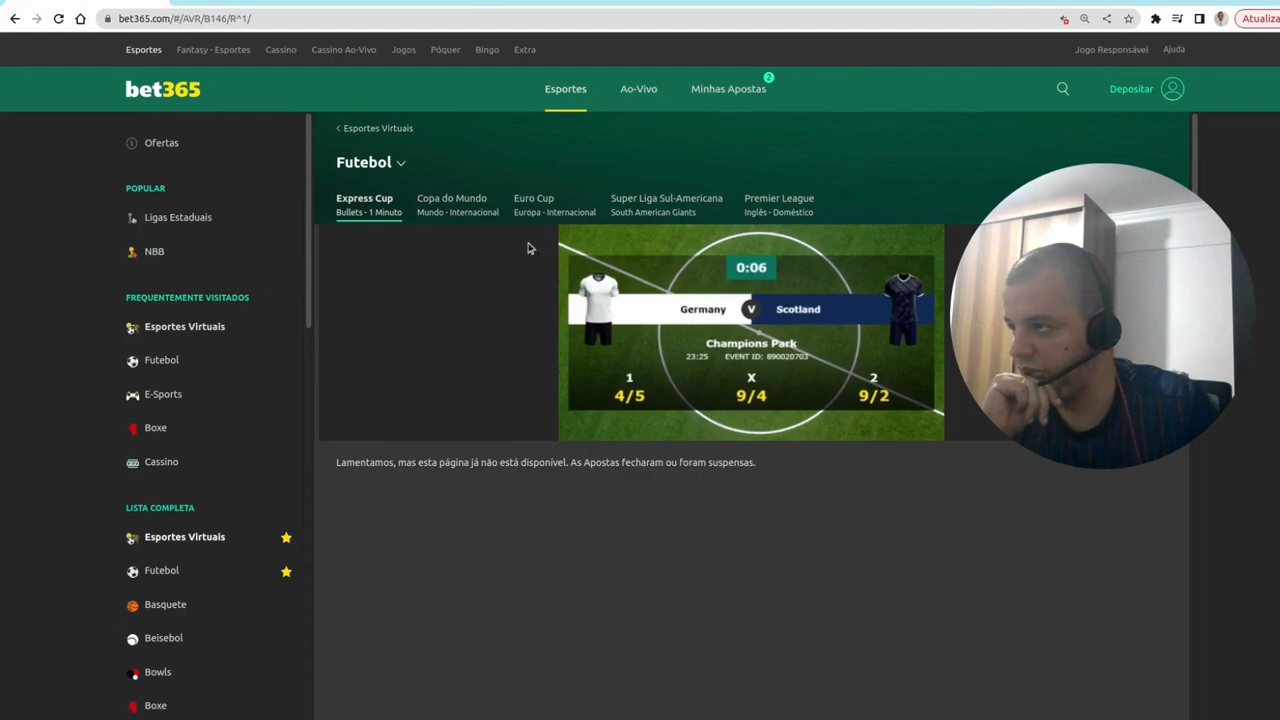 bet365.com/#/AVR/B146/R^1/
Atualiza
Esportes Fantasy - Esportes Cassino Cassino Ao-Vivo Jogos Pôquer Bingo Extra Jogo Responsável Ajuda
bet365 Esportes Ao-Vivo Minhas Apostas 2 Depositar
Ofertas
POPULAR
Ligas Estaduais
NBB
FREQUENTEMENTE VISITADOS
Esportes Virtuais
Futebol
E-Sports
Boxe
Cassino
LISTA COMPLETA
Esportes Virtuais
Futebol
Basquete
Beisebol
Bowls
Boxe
Esportes Virtuais
Futebol
Express Cup Copa do Mundo Euro Cup Super Liga Sul-Americana Premier League
Bullets - 1 Minuto Mundo - Internacional Europa - Internacional South American Giants Inglês - Doméstico
0:06
Germany V Scotland
Champions Park
23:25 EVENT ID: 890020703
1 X 2
4/5 9/4 9/2
Lamentamos, mas esta página já não está disponível. As Apostas fecharam ou foram suspensas.